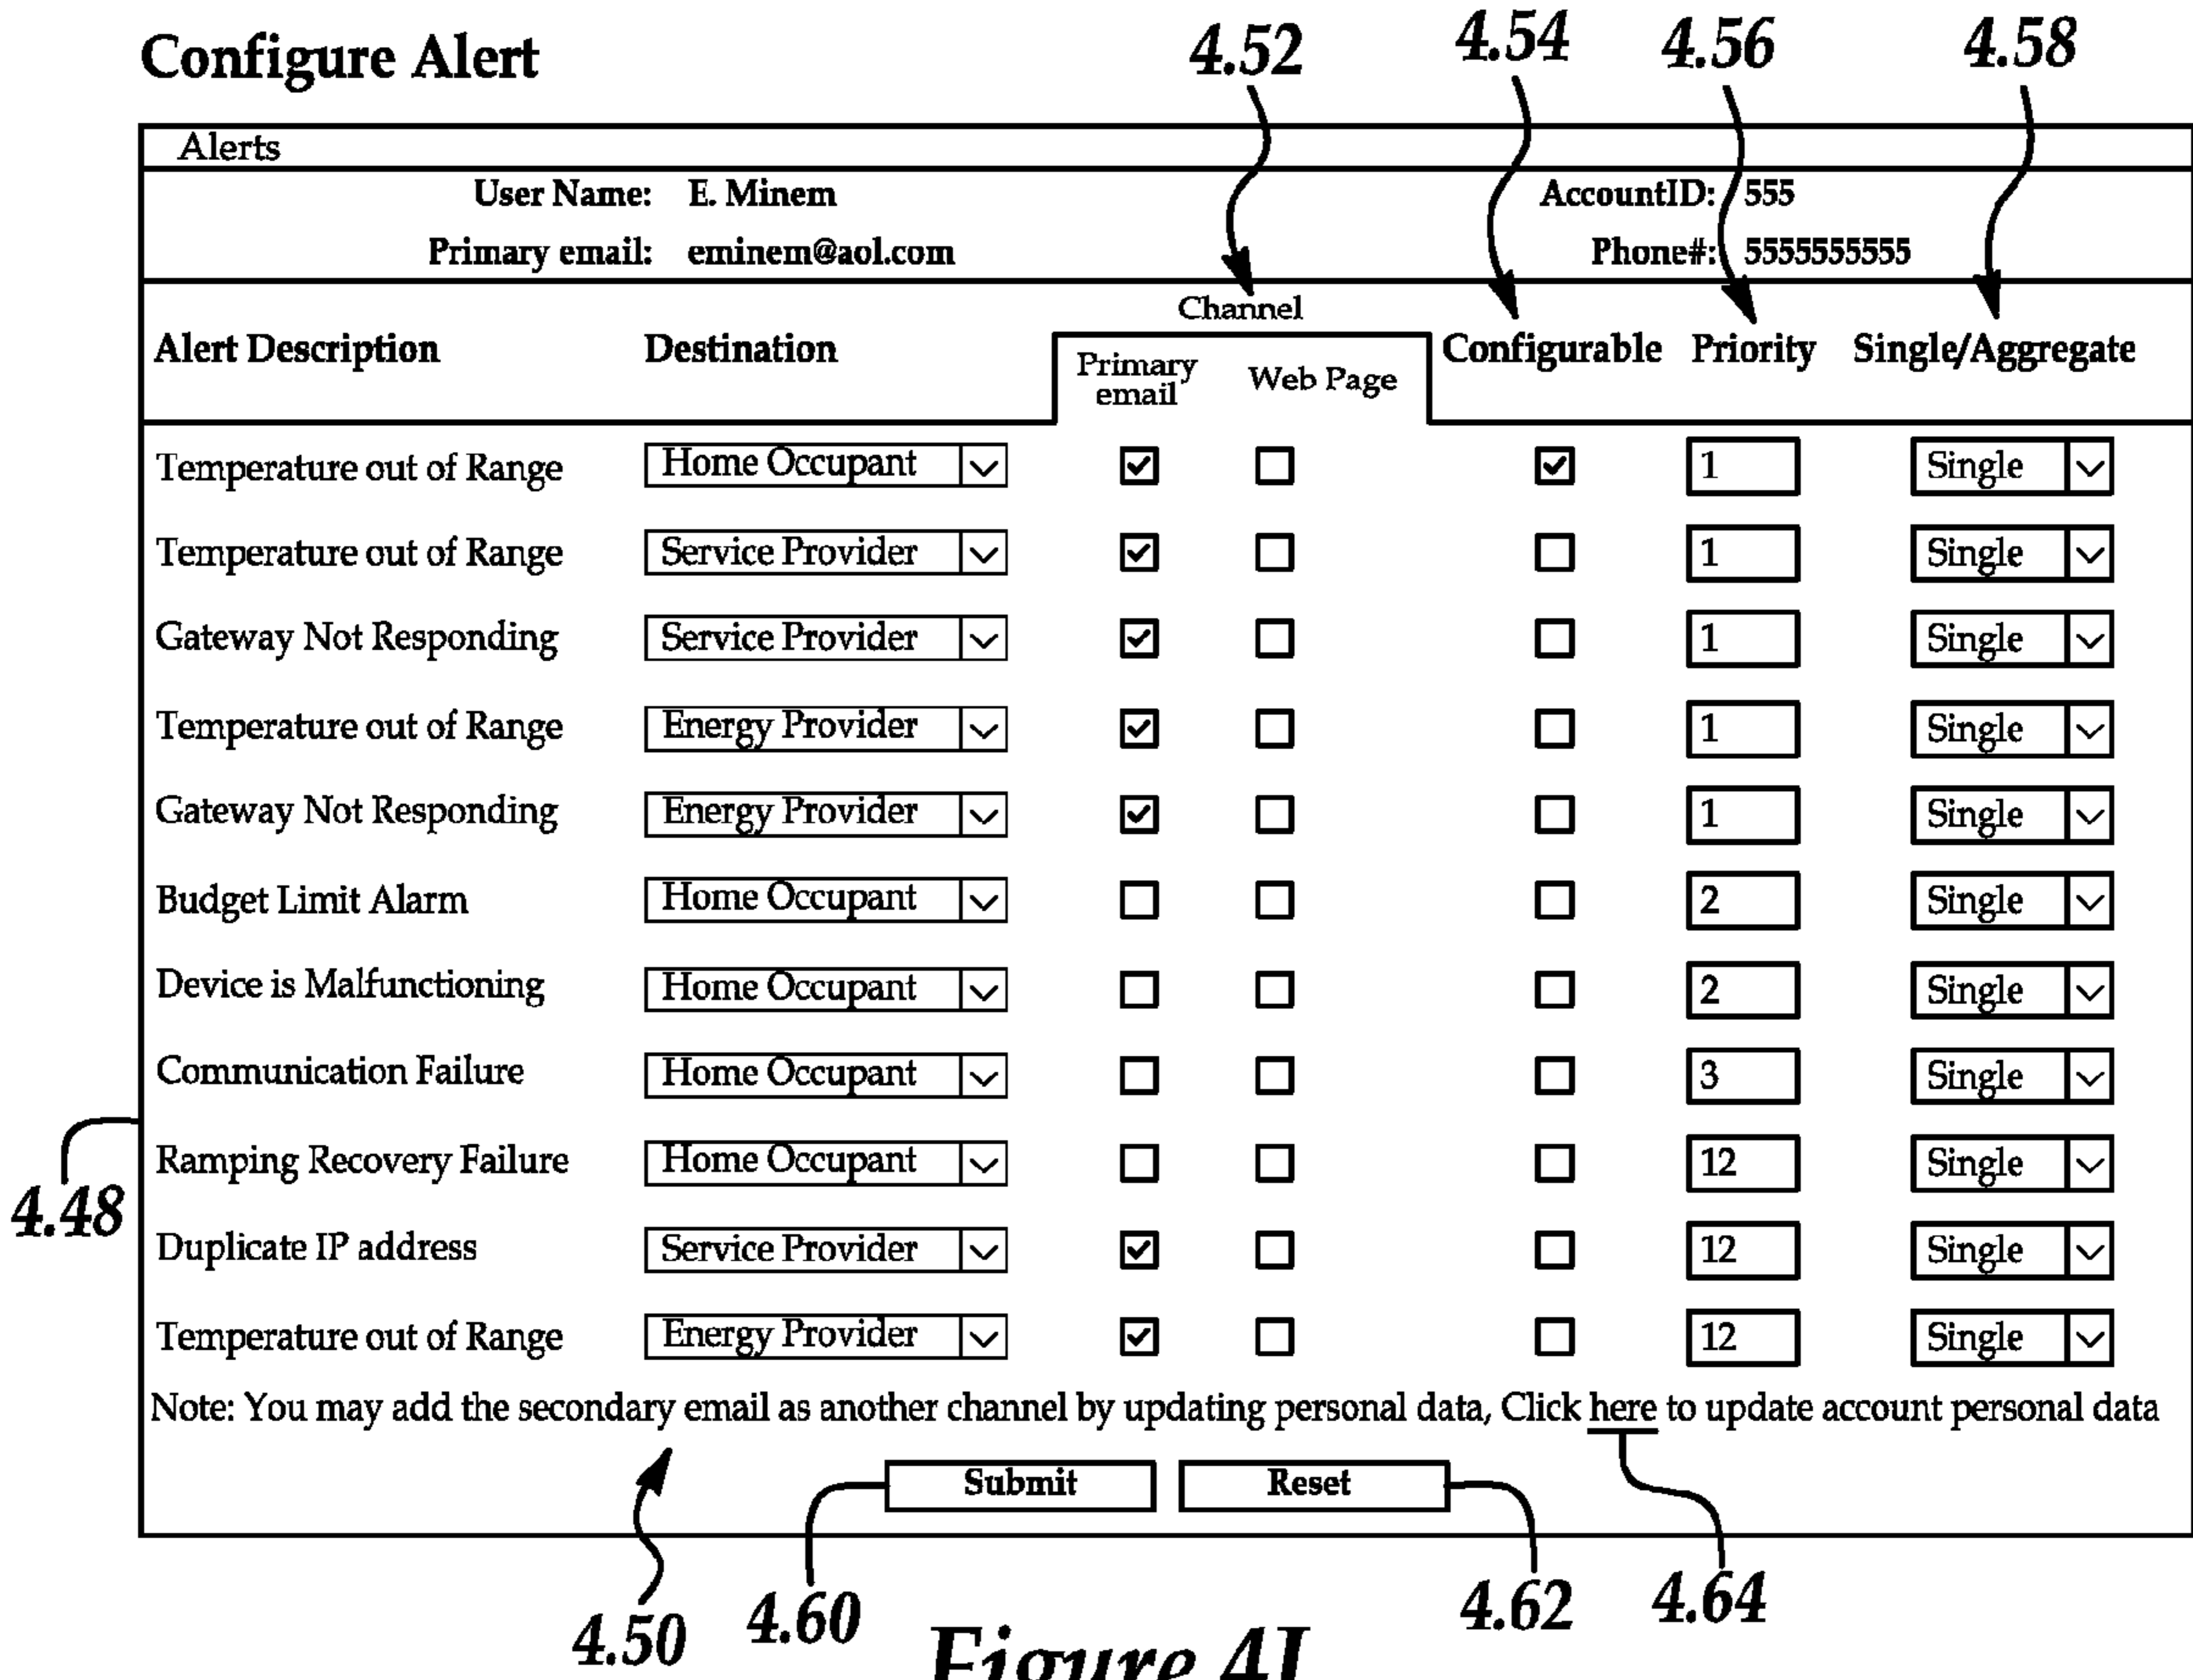 Configure Alert
4.52 4.54 4.56 4.58
Alerts
User Name: E. Minem AccountID: 555
Primary email: eminem@aol.com Phone#: 5555555555
Channel
Alert Description Destination Primary email Web Page Configurable Priority Single/Aggregate
Temperature out of Range Home Occupant 1 Single
Temperature out of Range Service Provider 1 Single
Gateway Not Responding Service Provider 1 Single
Temperature out of Range Energy Provider 1 Single
Gateway Not Responding Energy Provider 1 Single
Budget Limit Alarm Home Occupant 2 Single
Device is Malfunctioning Home Occupant 2 Single
Communication Failure Home Occupant 3 Single
Ramping Recovery Failure Home Occupant 12 Single
4.48
Duplicate IP address Service Provider 12 Single
Temperature out of Range Energy Provider 12 Single
Note: You may add the secondary email as another channel by updating personal data, Click here to update account personal data
Submit Reset
4.50 4.60 4.62 4.64
Figure